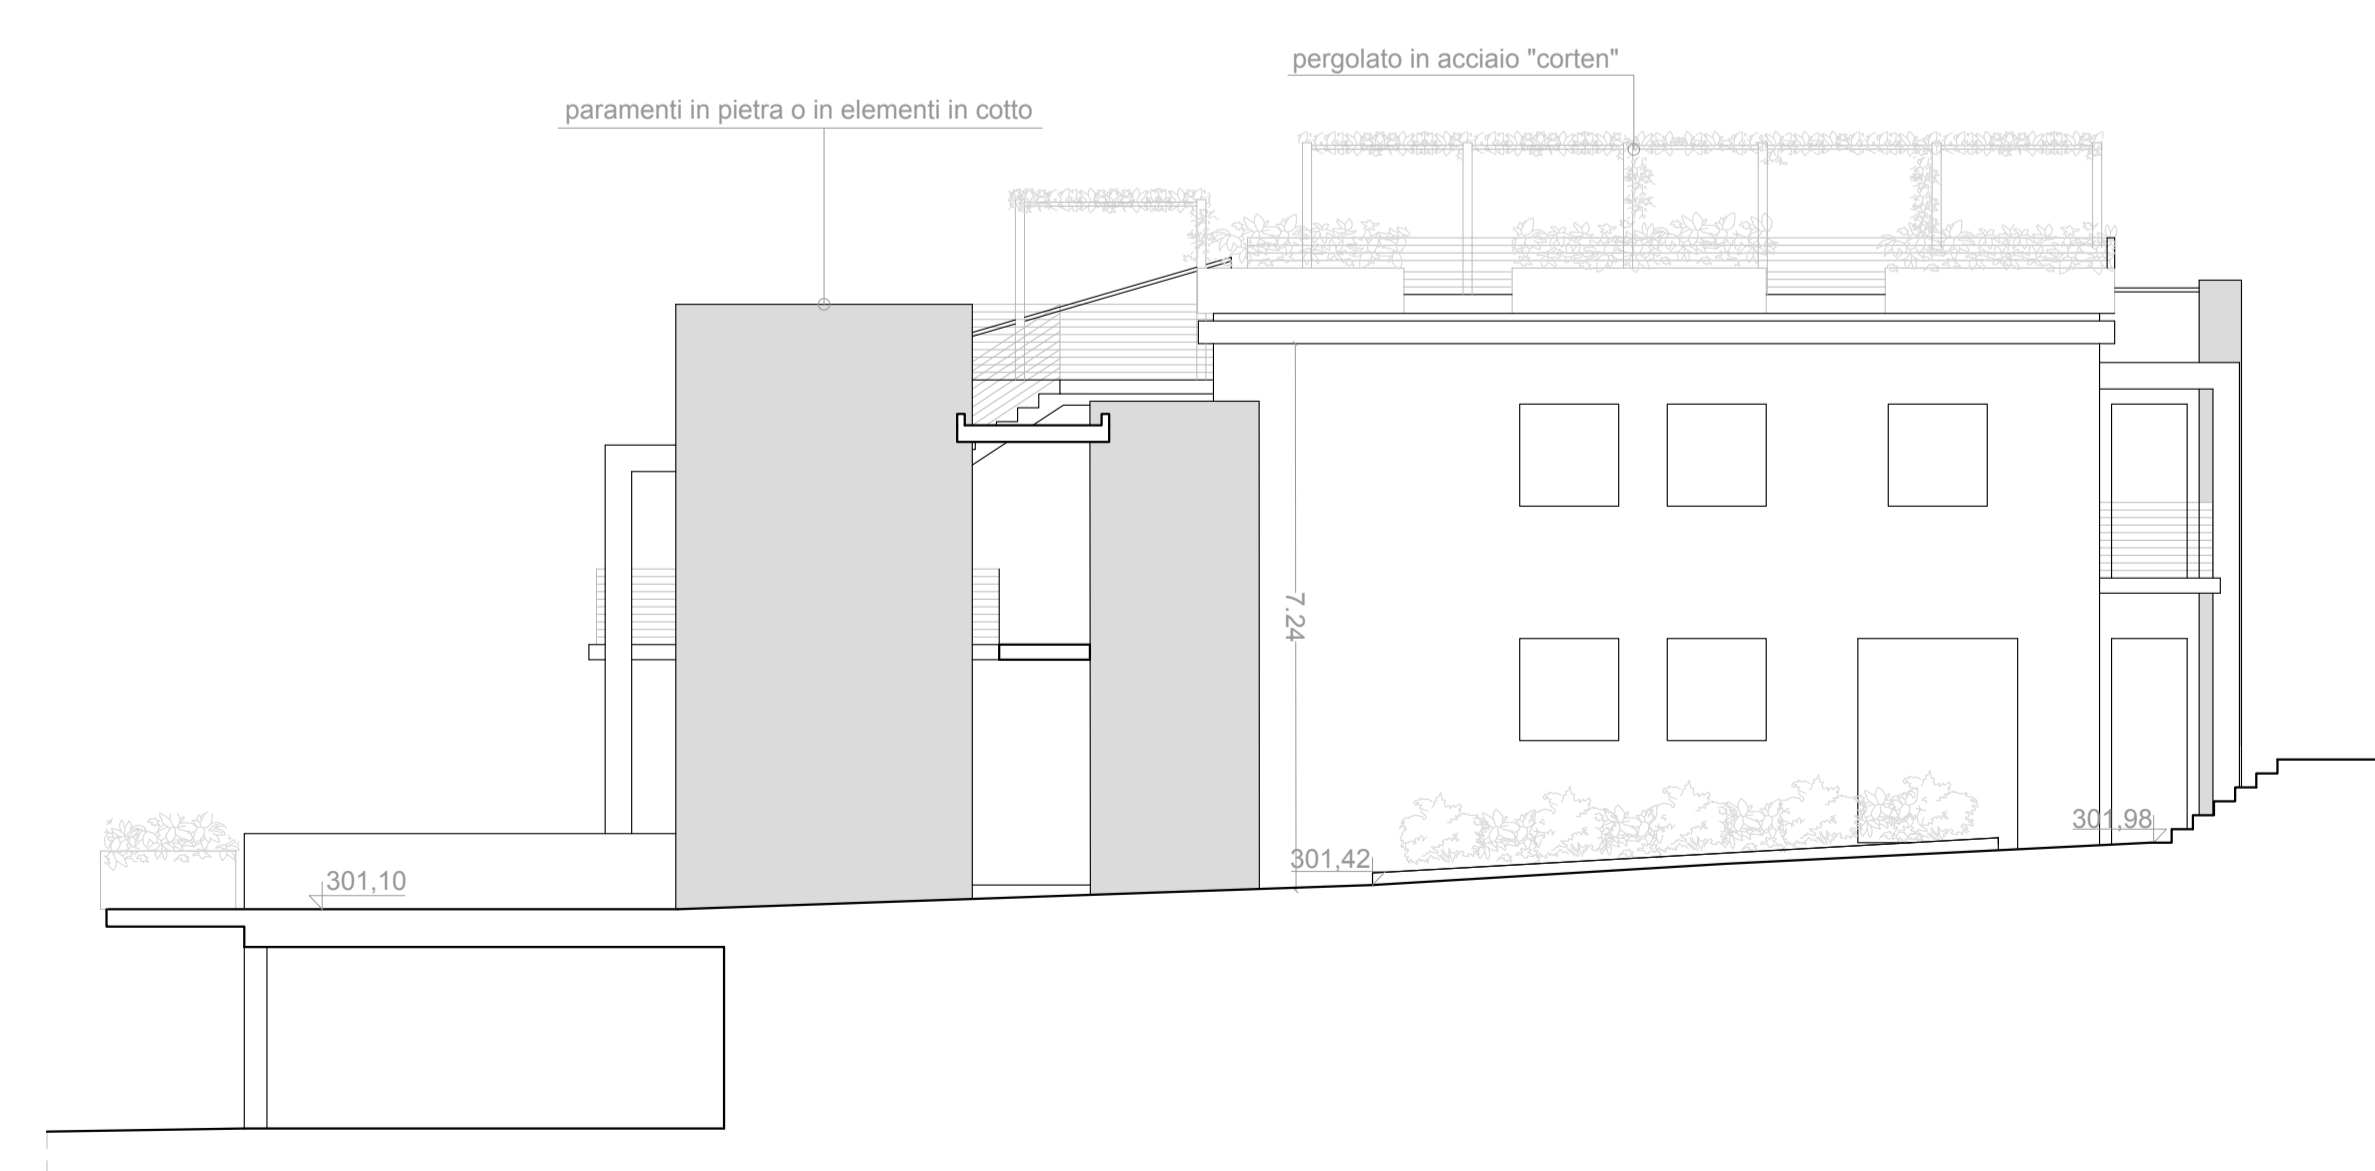 pergolato in acciaio "corten"
paramenti in pietra o in elementi in cotto
7.24
301,98
301,42
301,10